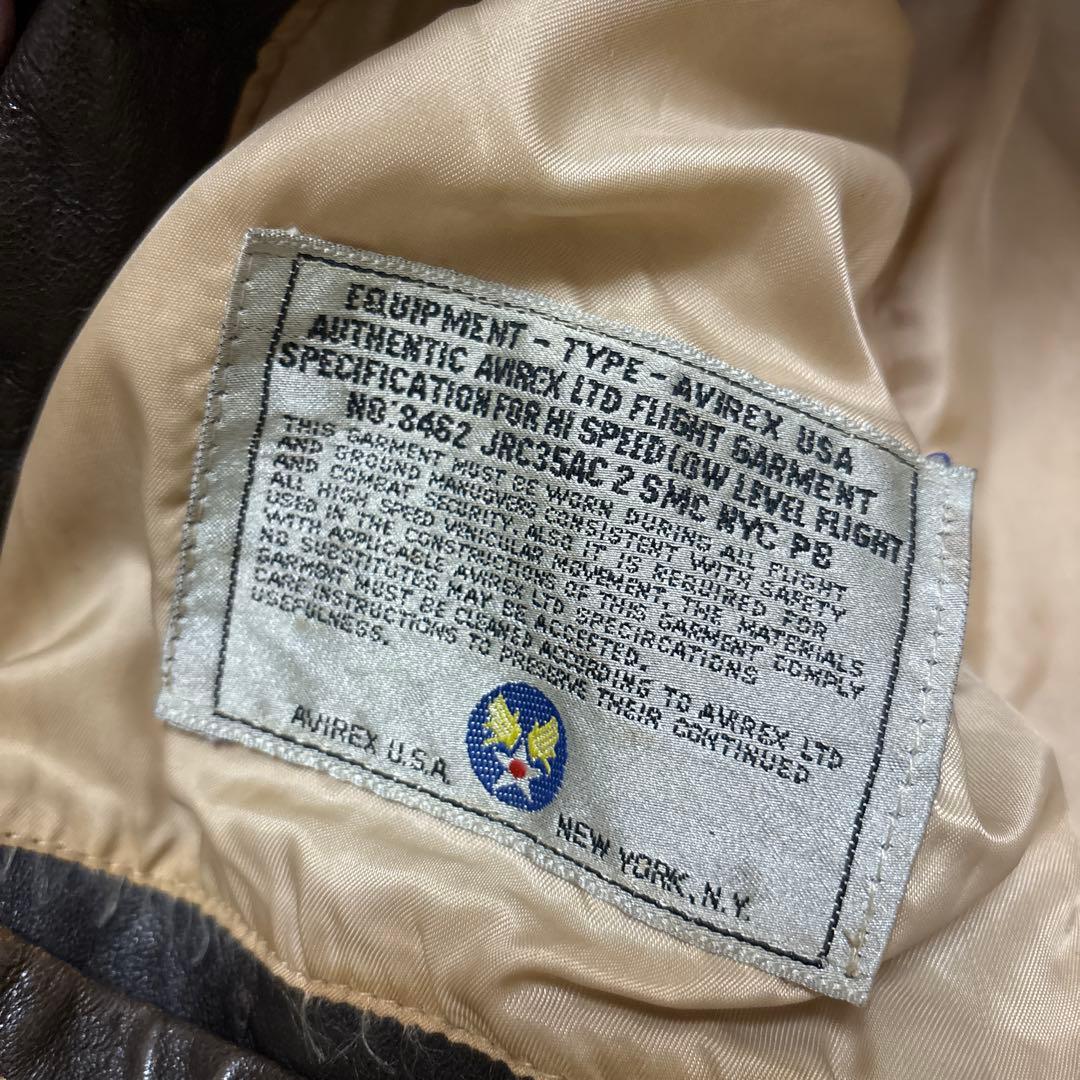 EQUIPMENT - TYPE - AVIREX USA
AUTHENTIC AVIREX LTD FLIGHT GARMENT
SPECIFICATION FOR HI SPEED LOW LEVEL FLIGHT
NO. 8462 JRC35AC 2 SMC NYC P8
THIS GARMENT MUST BE WORN DURING ALL FLIGHT
AND GROUND MANUOVERS CONSISTENT WITH SAFETY
AND COMBAT SECURITY. ALSO IT IS REQUIRED FOR
ALL HIGH SPEED VEHICULAR MOVEMENT. THE MATERIALS
USED IN THE CONSTRUCTIONS OF THIS GARMENT COMPLY
WITH APPLICABLE AVIREX LTD SPECIRCATIONS
NO SUBSTITUTES MAY BE ACCEPTED.
GARMENT MUST BE CLEANED ACCORDING TO AVIREX LTD
CARE INSTRUCTIONS TO PRESERVE THEIR CONTINUED
USEFULNESS.
AVIREX U.S.A.
NEW YORK, N.Y.